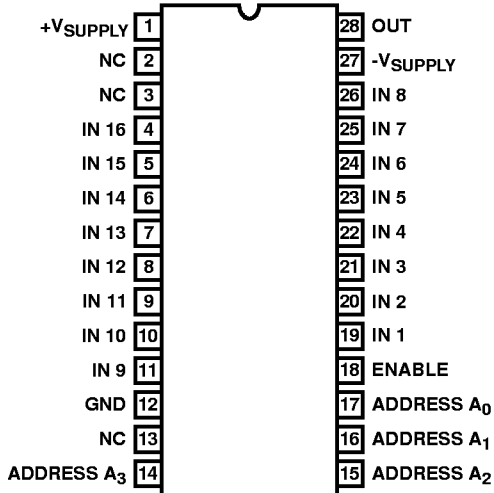 +VSUPPLY 1 28 OUT
NC 2 27 -VSUPPLY
NC 3 26 IN 8
IN 16 4 25 IN 7
IN 15 5 24 IN 6
IN 14 6 23 IN 5
IN 13 7 22 IN 4
IN 12 8 21 IN 3
IN 11 9 20 IN 2
IN 10 10 19 IN 1
IN 9 11 18 ENABLE
GND 12 17 ADDRESS A0
NC 13 16 ADDRESS A1
ADDRESS A3 14 15 ADDRESS A2